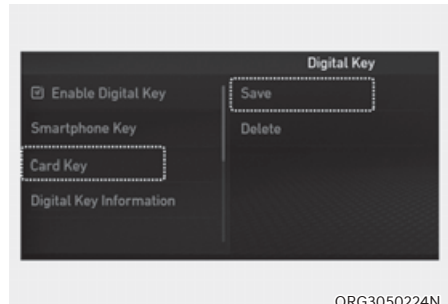 Digital Key
Enable Digital Key
Smartphone Key
Card Key
Digital Key Information
Save
Delete
ORG3050224N